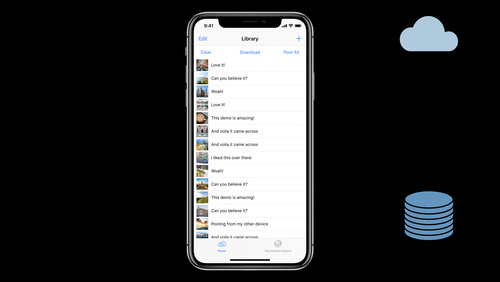 9:41
Edit Library +
Clear Download Post All
Love it!
Can you believe it?
Woah!
Love it!
This demo is amazing!
And voila it came across
And voila it came across
I liked this over there
Woah!
Can you believe it?
This demo is amazing!
Can you believe it?
Posting from my other device
And voila it came across
Posts